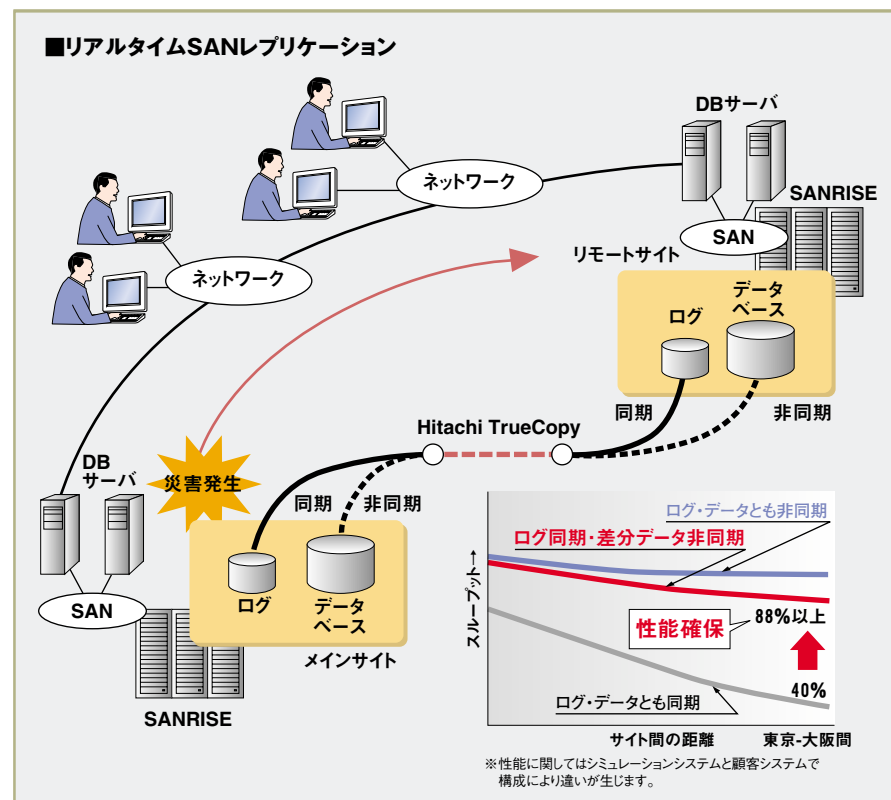 ■リアルタイムSANレプリケーション
DBサーバ
ネットワーク
SANRISE
SAN
ネットワーク
リモートサイト
ログ
データ
ベース
同期
非同期
Hitachi TrueCopy
DB
サーバ
災害発生
同期
非同期
ログ
データ
ベース
SAN
メインサイト
SANRISE
ログ・データとも非同期
ログ同期・差分データ非同期
スループット→
性能確保
88%以上
40%
ログ・データとも同期
サイト間の距離
東京-大阪間
※性能に関してはシミュレーションシステムと顧客システムで
構成により違いが生じます。